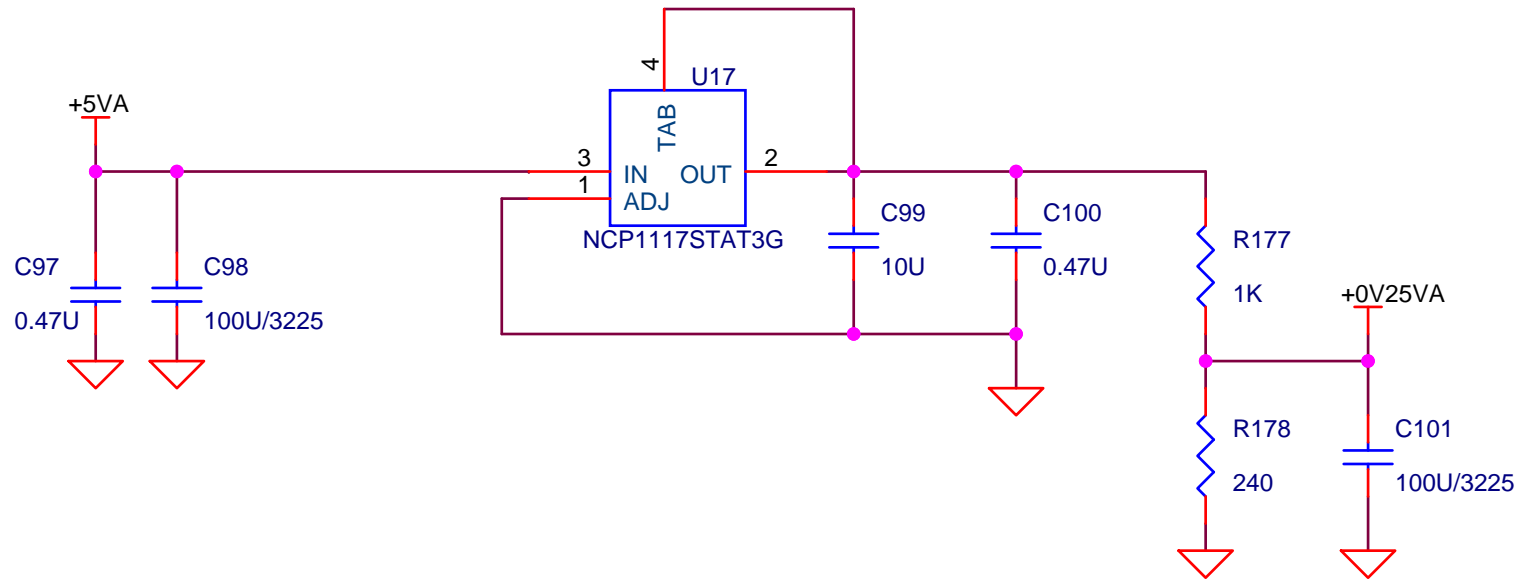 4
U17
+5VA
TAB
3
IN
OUT
2
1
ADJ
NCP1117STAT3G
C99
10U
C100
0.47U
C97
0.47U
C98
100U/3225
R177
1K
+0V25VA
R178
240
C101
100U/3225